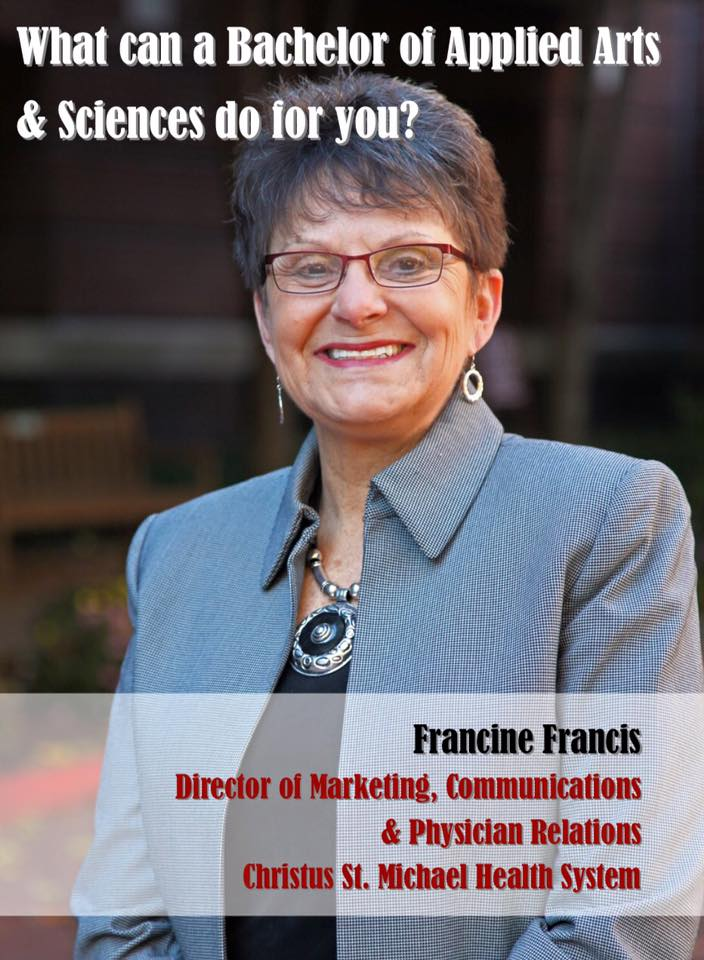 What can a Bachelor of Applied Arts
& Sciences do for you?
Francine Francis
Director of Marketing, Communications
& Physician Relations
Christus St. Michael Health System